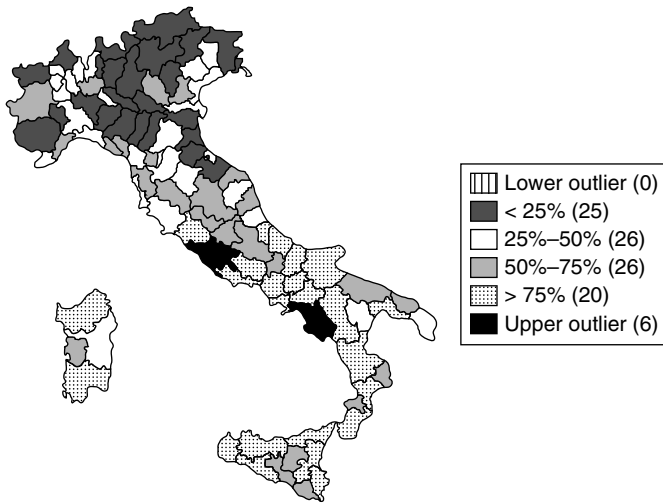 Lower outlier (0)
< 25% (25)
25%–50% (26)
50%–75% (26)
> 75% (20)
Upper outlier (6)